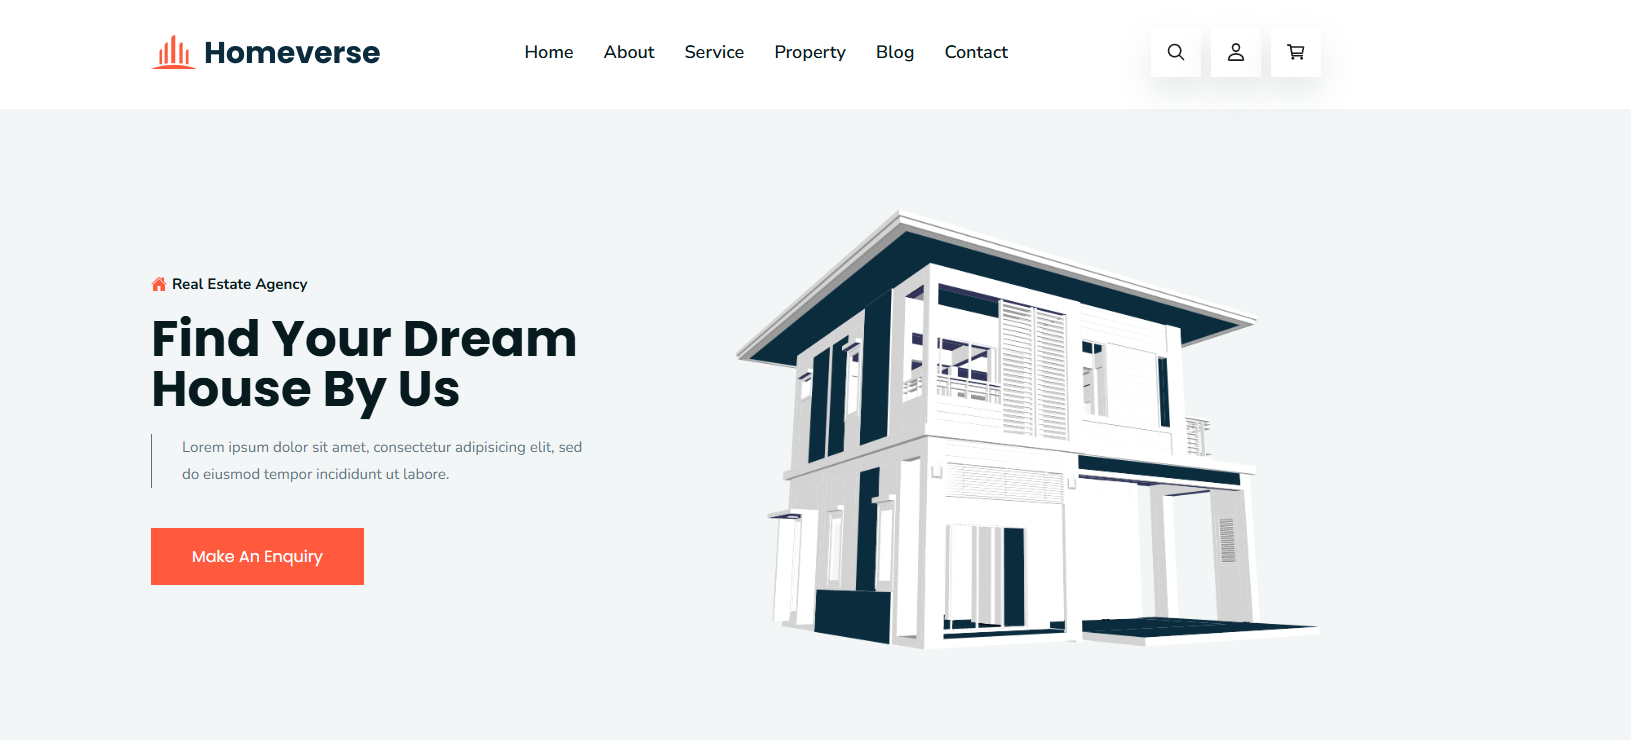 Homeverse
Home About Service Property Blog Contact
Real Estate Agency
Find Your Dream
House By Us
Lorem ipsum dolor sit amet, consectetur adipisicing elit, sed
do eiusmod tempor incididunt ut labore.
Make An Enquiry